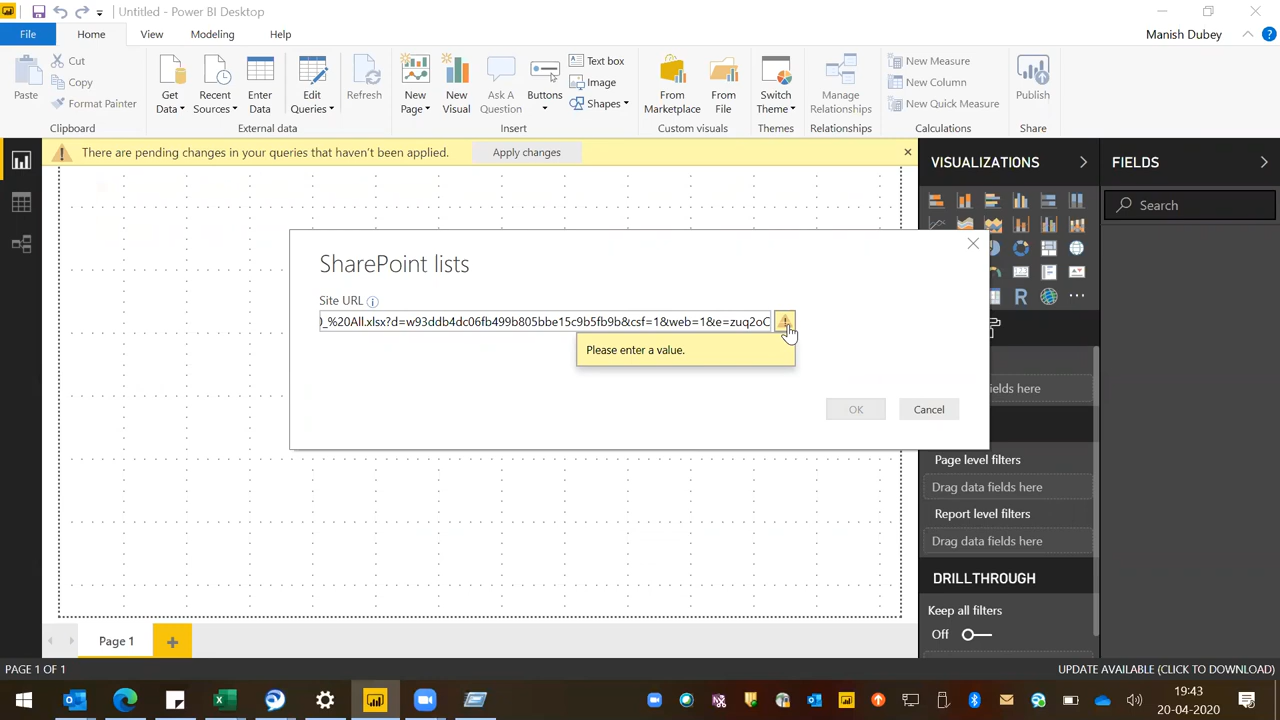 Untitled - Power BI Desktop
File
Home
View
Modeling
Help
Manish Dubey
Paste
Cut
Copy
Format Painter
Clipboard
Get Data
Recent Sources
Enter Data
Edit Queries
Refresh
External data
New Page
New Visual
Ask A Question
Buttons
Text box
Image
Shapes
Insert
From Marketplace
From File
Custom visuals
Switch Theme
Themes
Manage Relationships
Relationships
New Measure
New Column
New Quick Measure
Calculations
Publish
Share
There are pending changes in your queries that haven't been applied.
Apply changes
VISUALIZATIONS
FIELDS
Search
SharePoint lists
Site URL
)_%20All.xlsx?d=w93ddb4dc06fb499b805bbe15c9b5fb9b&csf=1&web=1&e=zuq2oC
Please enter a value.
OK
Cancel
R
fields here
Page level filters
Drag data fields here
Report level filters
Drag data fields here
DRILLTHROUGH
Keep all filters
Off
Page 1
PAGE 1 OF 1
UPDATE AVAILABLE (CLICK TO DOWNLOAD)
19:43
20-04-2020